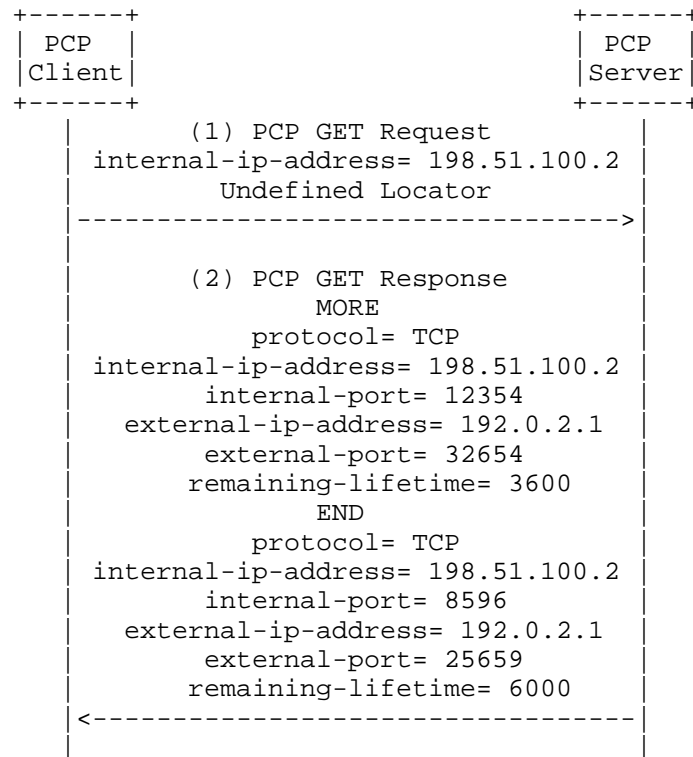 +------+ +------+
| PCP | | PCP |
|Client| |Server|
+------+ +------+
| (1) PCP GET Request |
| internal-ip-address= 198.51.100.2 |
| Undefined Locator |
|---------------------------------->|
| |
| (2) PCP GET Response |
| MORE |
| protocol= TCP |
| internal-ip-address= 198.51.100.2 |
| internal-port= 12354 |
| external-ip-address= 192.0.2.1 |
| external-port= 32654 |
| remaining-lifetime= 3600 |
| END |
| protocol= TCP |
| internal-ip-address= 198.51.100.2 |
| internal-port= 8596 |
| external-ip-address= 192.0.2.1 |
| external-port= 25659 |
| remaining-lifetime= 6000 |
|<----------------------------------|
| |